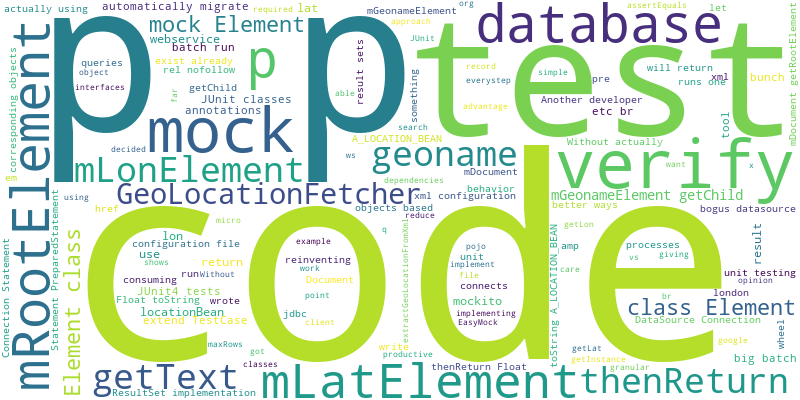 p
p
test
code
database
verify
mock
mRootElement
geoname
mLonElement
GeoLocationFetcher
mLatElement
thenReturn
getText
class Element
Element class
mGeonameElement getChild
mock Element
p
actually using
automatically migrate
required
lat
mGeonameElement
org
approach
assertEquals
let
JUnit
webservice
batch run
queries
object
exist already
rel nofollow
interfaces
getChild
JUnit classes
annotations
result sets
something
far
able
decided
search
A_LOCATION_BEAN
record
everystep
simple
pre
will return
xml
bunch
runs one
advantage
Another developer
etc br
tool
Without actually
mDocument getRootElement
corresponding objects
em
ws
mDocument
dependencies
behavior
want
x
using
xml configuration
objects based
better ways
bogus datasource
href
micro
reduce
getLon
lon
configuration file
use
shows
return
q
example
reinventing
work
Document
point
client
unit
pojo
implement
file
connects
amp
processes
vs
giving
care
result
unit testing
opinion
london
consuming
run
Without
JUnit4 tests
Float toString
wrote
locationBean
extend TestCase
jdbc
mockito
implementing
EasyMock
extractGeoLocationFromXml
toString A_LOCATION_BEAN
br
DataSource Connection
google
wheel
maxRows
got
write
productive
getLat
getInstance
granular
big batch
classes
thenReturn Float
ResultSet implementation
Connection Statement
Statement PreparedStatement